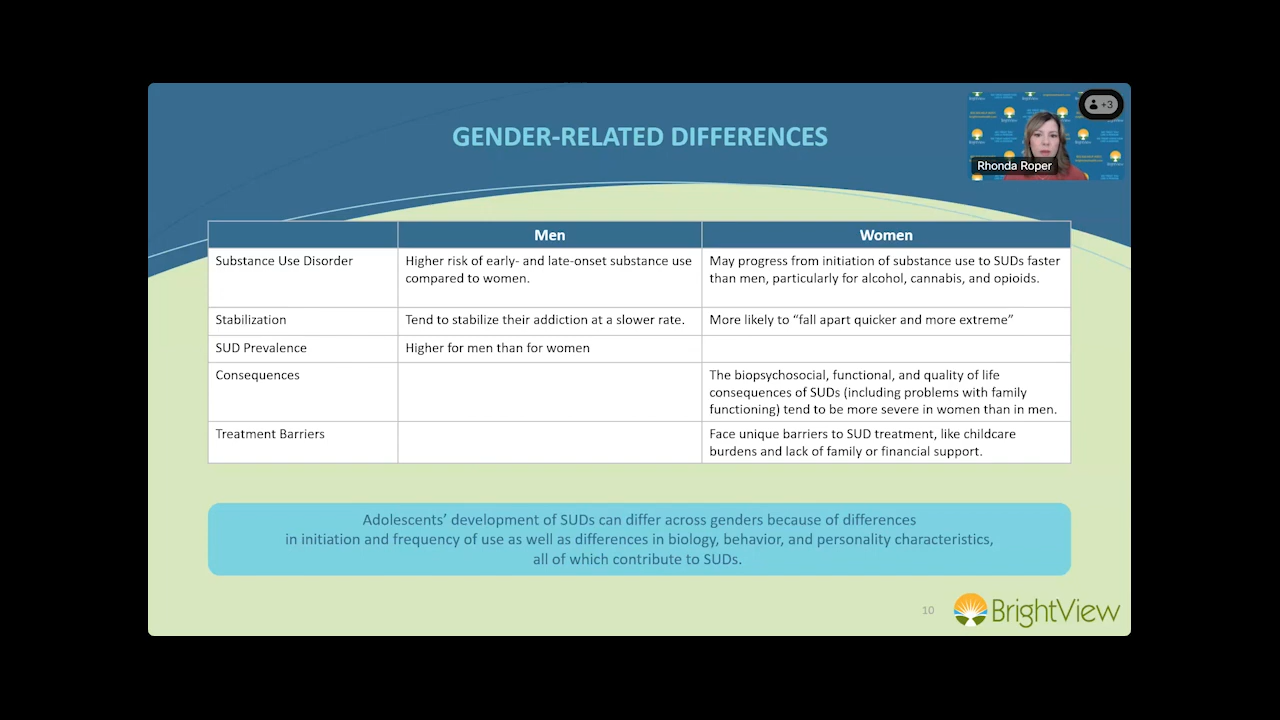 GENDER-RELATED DIFFERENCES
+3
Rhonda Roper
Men
Women
Substance Use Disorder
Higher risk of early- and late-onset substance use
compared to women.
May progress from initiation of substance use to SUDs faster
than men, particularly for alcohol, cannabis, and opioids.
Stabilization
Tend to stabilize their addiction at a slower rate.
More likely to “fall apart quicker and more extreme”
SUD Prevalence
Higher for men than for women
Consequences
The biopsychosocial, functional, and quality of life
consequences of SUDs (including problems with family
functioning) tend to be more severe in women than in men.
Treatment Barriers
Face unique barriers to SUD treatment, like childcare
burdens and lack of family or financial support.
Adolescents’ development of SUDs can differ across genders because of differences
in initiation and frequency of use as well as differences in biology, behavior, and personality characteristics,
all of which contribute to SUDs.
10
BrightView